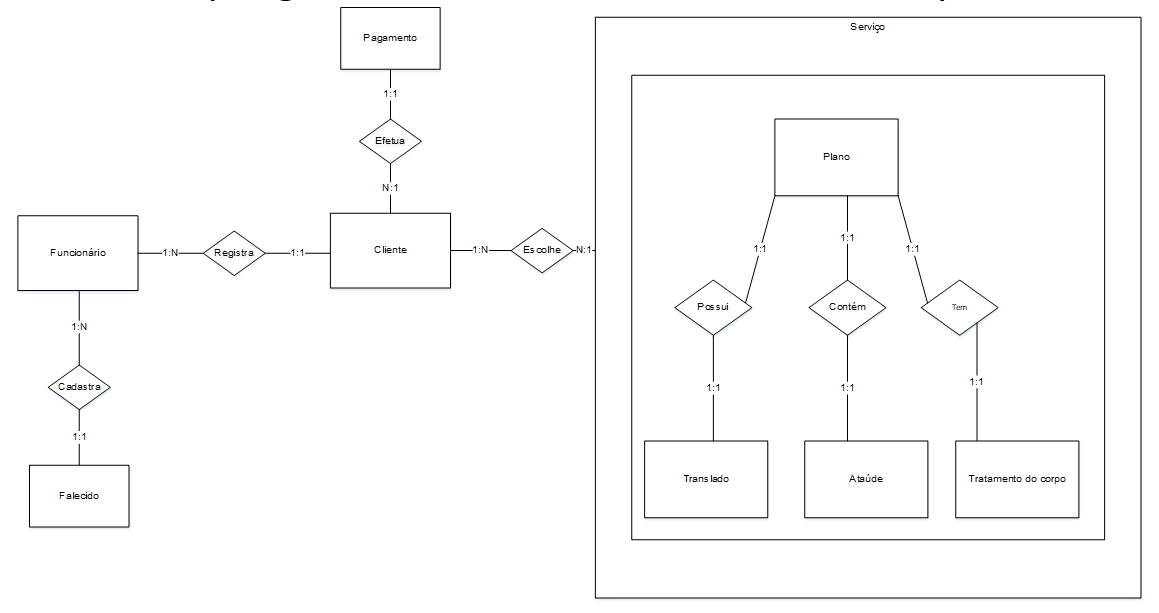 Serviço
Pagamento
1:1
Efetua
N:1
Plano
Funcionário
1:N
Registra
1:1
Cliente
1:N
Escolhe
N:1
1:1
1:1
1:1
Possui
Contém
Tem
1:N
Cadastra
1:1
1:1
1:1
1:1
Falecido
Translado
Ataúde
Tratamento do corpo